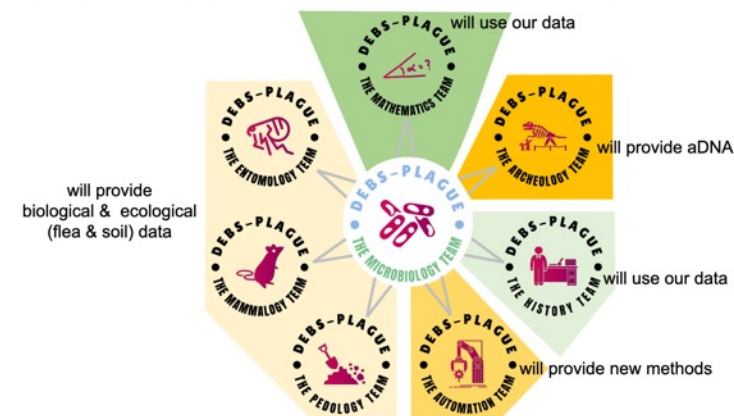 will use our data
DEBS-PLAGUE
α=?
THE MATHEMATICS TEAM
DEBS-PLAGUE
THE ENTOMOLOGY TEAM
DEBS-PLAGUE
THE ARCHEOLOGY TEAM
will provide aDNA
will provide
biological & ecological
(flea & soil) data
DEBS-PLAGUE
THE MICROBIOLOGY TEAM
DEBS-PLAGUE
THE MAMMALOGY TEAM
DEBS-PLAGUE
THE HISTORY TEAM
will use our data
DEBS-PLAGUE
THE PEDOLOGY TEAM
DEBS-PLAGUE
THE AUTOMATION TEAM
will provide new methods